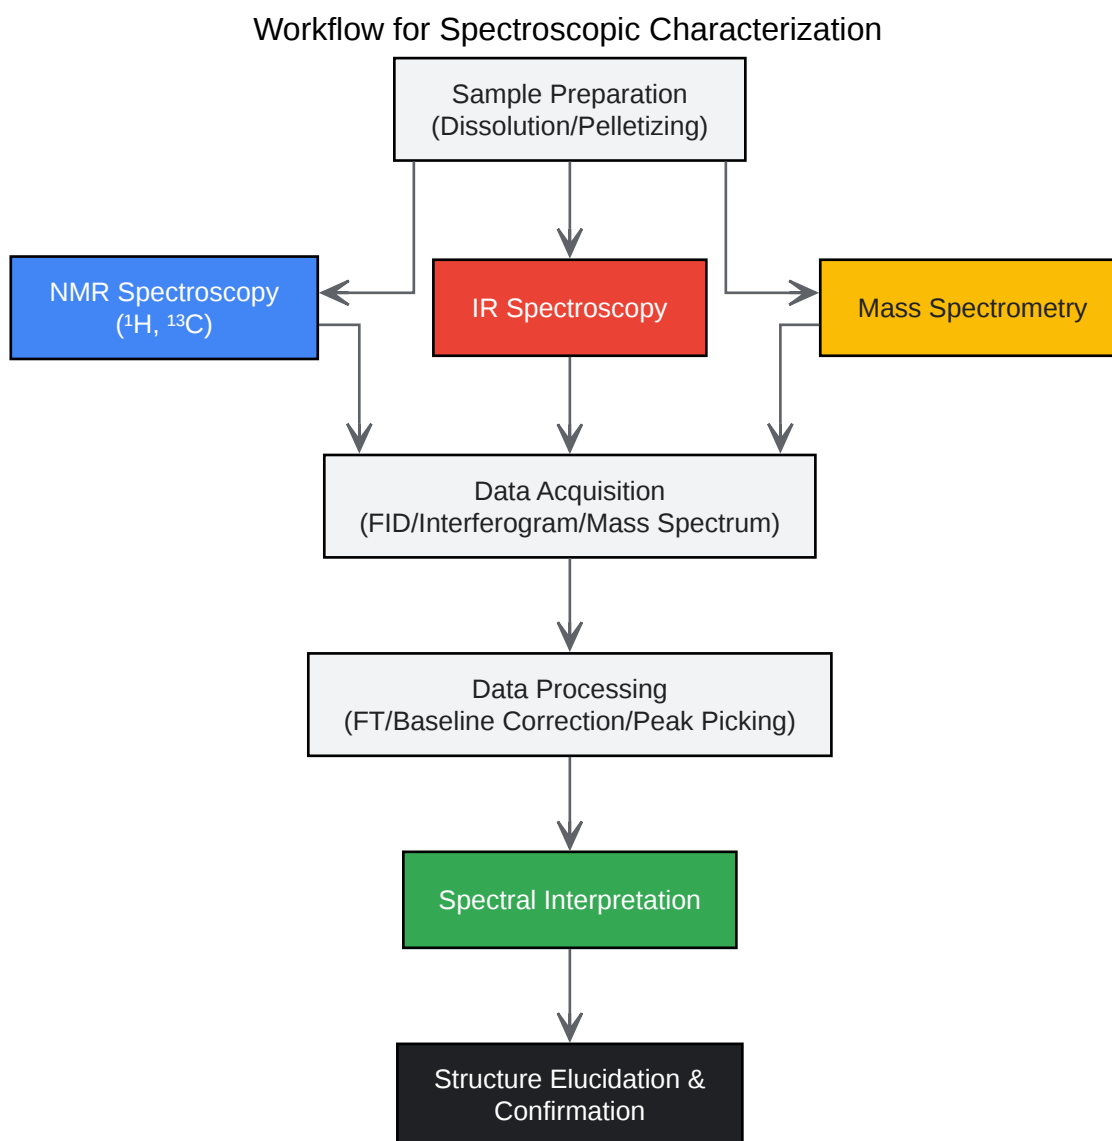 Workflow for Spectroscopic Characterization
Sample Preparation
(Dissolution/Pelletizing)
NMR Spectroscopy
(¹H, ¹³C)
IR Spectroscopy
Mass Spectrometry
Data Acquisition
(FID/Interferogram/Mass Spectrum)
Data Processing
(FT/Baseline Correction/Peak Picking)
Spectral Interpretation
Structure Elucidation &
Confirmation